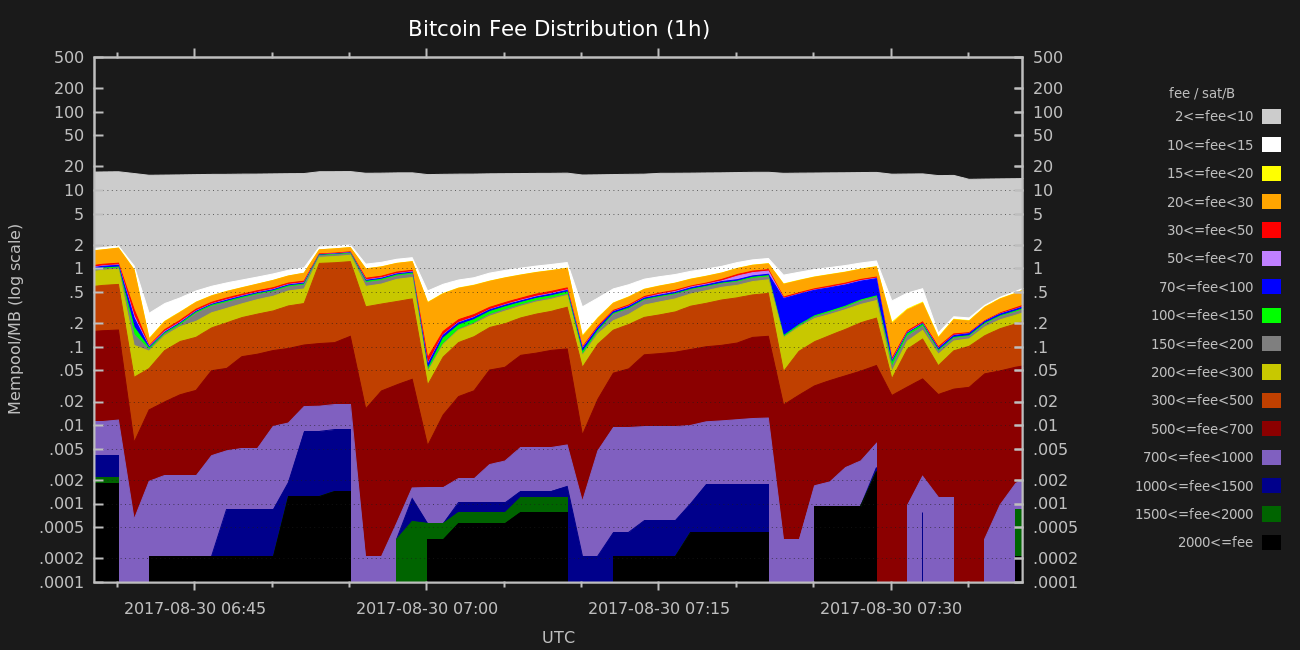 Bitcoin Fee Distribution (1h)
500
200
100
50
20
10
5
2
1
.5
.2
.1
.05
.02
.01
.005
.002
.001
.0005
.0002
.0001
Mempool/MB (log scale)
500
200
100
50
20
10
5
2
1
.5
.2
.1
.05
.02
.01
.005
.002
.001
.0005
.0002
.0001
2017-08-30 06:45
2017-08-30 07:00
2017-08-30 07:15
2017-08-30 07:30
UTC
fee / sat/B
2<=fee<10
10<=fee<15
15<=fee<20
20<=fee<30
30<=fee<50
50<=fee<70
70<=fee<100
100<=fee<150
150<=fee<200
200<=fee<300
300<=fee<500
500<=fee<700
700<=fee<1000
1000<=fee<1500
1500<=fee<2000
2000<=fee